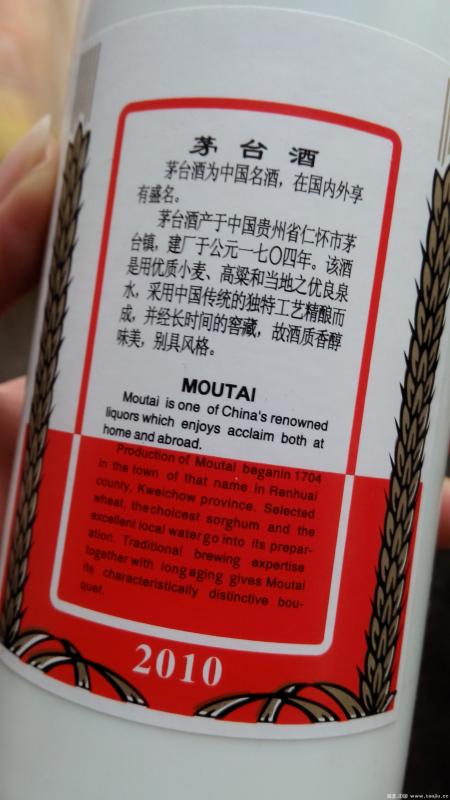 茅台酒
茅台酒为中国名酒，在国内外享
有盛名。
茅台酒产于中国贵州省仁怀市茅
台镇，建厂于公元一七〇四年。该酒
是用优质小麦、高粱和当地之优良泉
水，采用中国传统的独特工艺精酿而
成，并经长时间的窖藏，故酒质香醇
味美，别具风格。
MOUTAI
Moutai is one of China's renowned
liquors which enjoys acclaim both at
home and abroad.
Production of Moutai beganin 1704
in the town of that name in Renhuai
county, Kweichow province. Selected
wheat, thechoicest sorghum and the
excellent local watergo into its prepar-
ation. Traditional brewing expertise
together with longaging gives Moutai
its characteristically distinctive bou-
quet.
2010
www.taojiu.cc